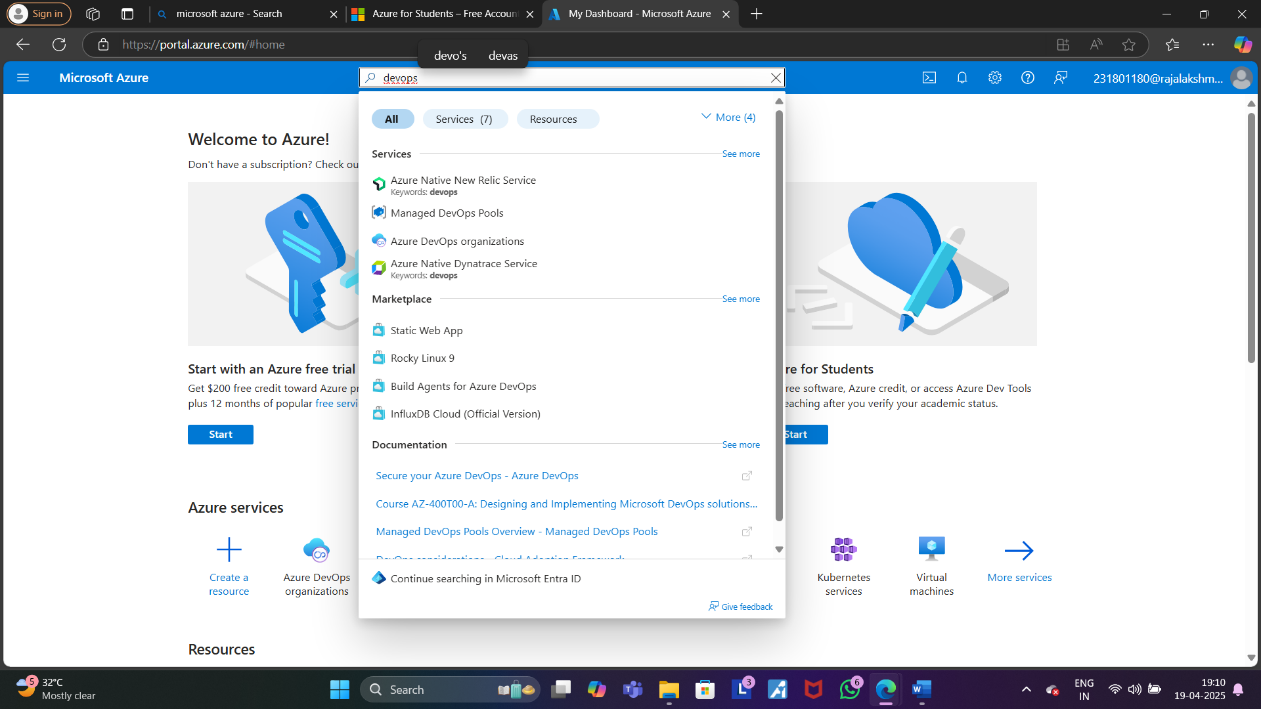 Sign in
microsoft azure - Search
Azure for Students – Free Account
My Dashboard - Microsoft Azure
https://portal.azure.com/#home
devo's devas
Microsoft Azure
devops
231801180@rajalakshm...
All
Services (7)
Resources
More (4)
Welcome to Azure!
Don't have a subscription? Check ou
Services
See more
Azure Native New Relic Service
Keywords: devops
Managed DevOps Pools
Azure DevOps organizations
Azure Native Dynatrace Service
Keywords: devops
Marketplace
See more
Static Web App
Rocky Linux 9
Build Agents for Azure DevOps
InfluxDB Cloud (Official Version)
Documentation
See more
Secure your Azure DevOps - Azure DevOps
Course AZ-400T00-A: Designing and Implementing Microsoft DevOps solutions...
Managed DevOps Pools Overview - Managed DevOps Pools
DevOps considerations - Cloud Adoption Framework
Continue searching in Microsoft Entra ID
Give feedback
Start with an Azure free trial
Get $200 free credit toward Azure pr
plus 12 months of popular free servi
Start
re for Students
ree software, Azure credit, or access Azure Dev Tools
eaching after you verify your academic status.
Start
Azure services
Create a
resource
Azure DevOps
organizations
Kubernetes
services
Virtual
machines
More services
Resources
5
32°C
Mostly clear
Search
3
6
ENG
IN
19:10
19-04-2025